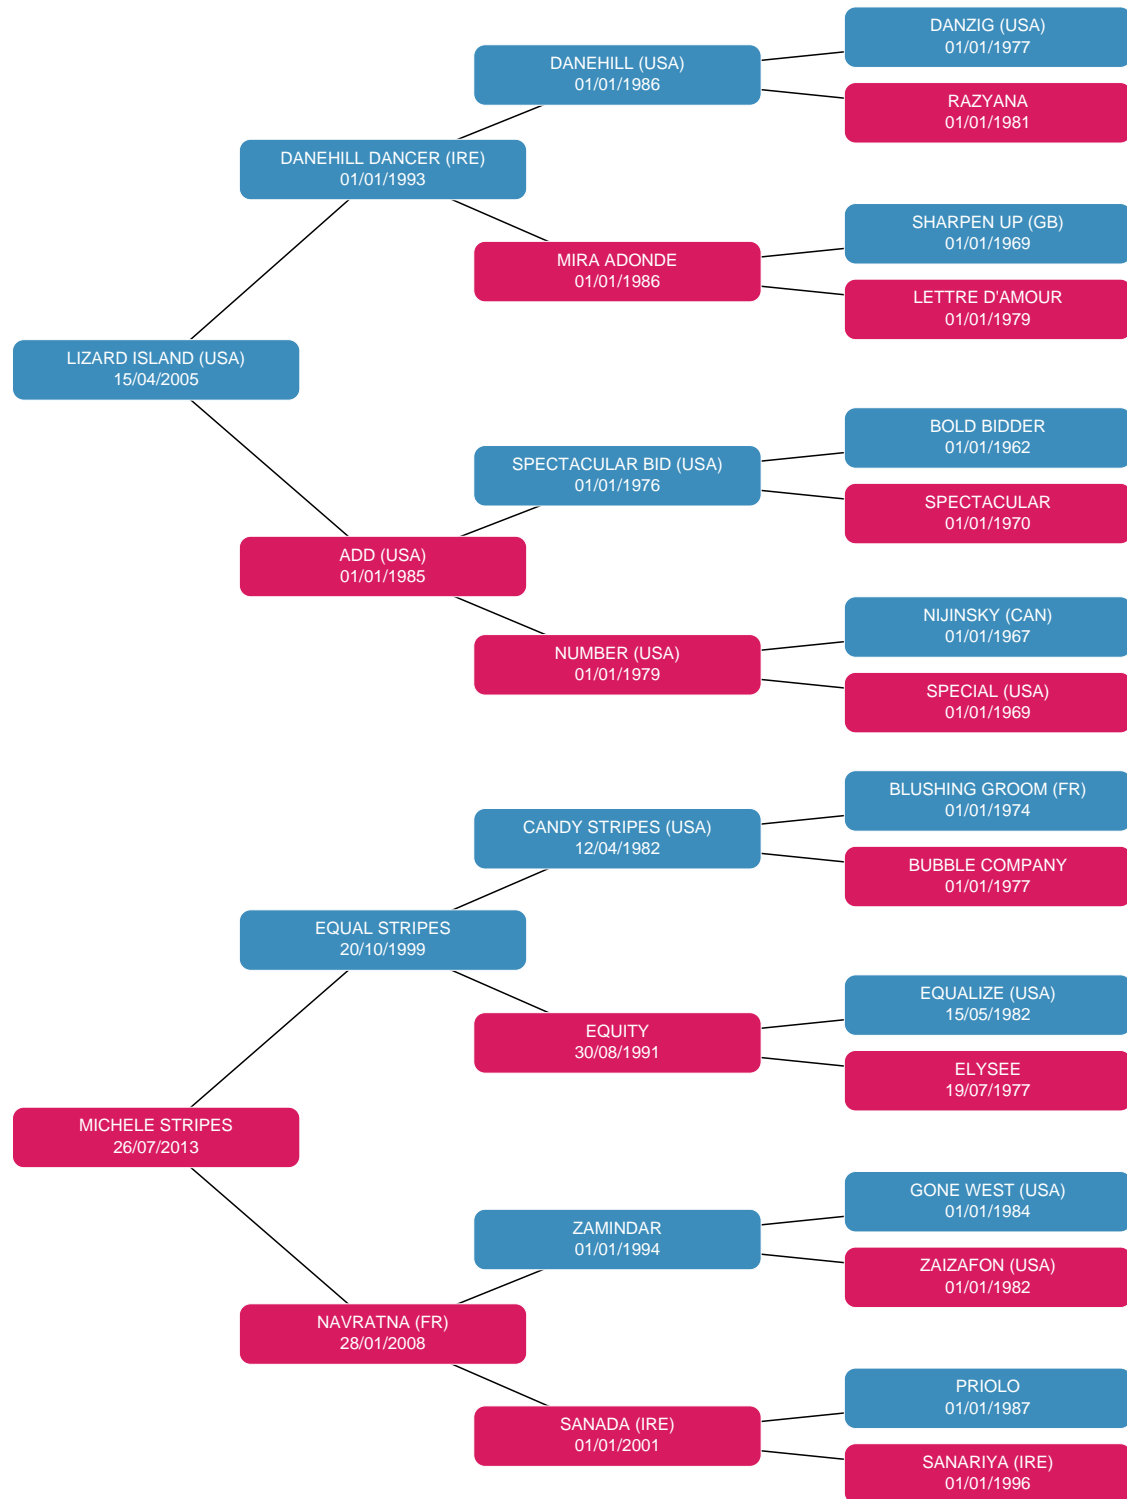 DANZIG (USA)
01/01/1977
DANEHILL (USA)
01/01/1986
RAZYANA
01/01/1981
DANEHILL DANCER (IRE)
01/01/1993
SHARPEN UP (GB)
01/01/1969
MIRA ADONDE
01/01/1986
LETTRE D'AMOUR
01/01/1979
LIZARD ISLAND (USA)
15/04/2005
BOLD BIDDER
01/01/1962
SPECTACULAR BID (USA)
01/01/1976
SPECTACULAR
01/01/1970
ADD (USA)
01/01/1985
NIJINSKY (CAN)
01/01/1967
NUMBER (USA)
01/01/1979
SPECIAL (USA)
01/01/1969
BLUSHING GROOM (FR)
01/01/1974
CANDY STRIPES (USA)
12/04/1982
BUBBLE COMPANY
01/01/1977
EQUAL STRIPES
20/10/1999
EQUALIZE (USA)
15/05/1982
EQUITY
30/08/1991
ELYSEE
19/07/1977
MICHELE STRIPES
26/07/2013
GONE WEST (USA)
01/01/1984
ZAMINDAR
01/01/1994
ZAIZAFON (USA)
01/01/1982
NAVRATNA (FR)
28/01/2008
PRIOLO
01/01/1987
SANADA (IRE)
01/01/2001
SANARIYA (IRE)
01/01/1996